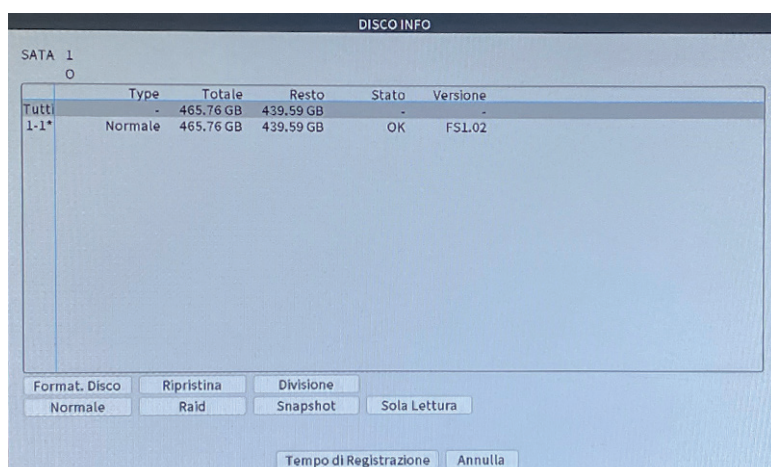 DISCO INFO
SATA 1
O
Type Totale Resto Stato Versione
Tutti - 465.76 GB 439.59 GB - -
1-1* Normale 465.76 GB 439.59 GB OK FS1.02
Format. Disco Ripristina Divisione
Normale Raid Snapshot Sola Lettura
Tempo di Registrazione Annulla